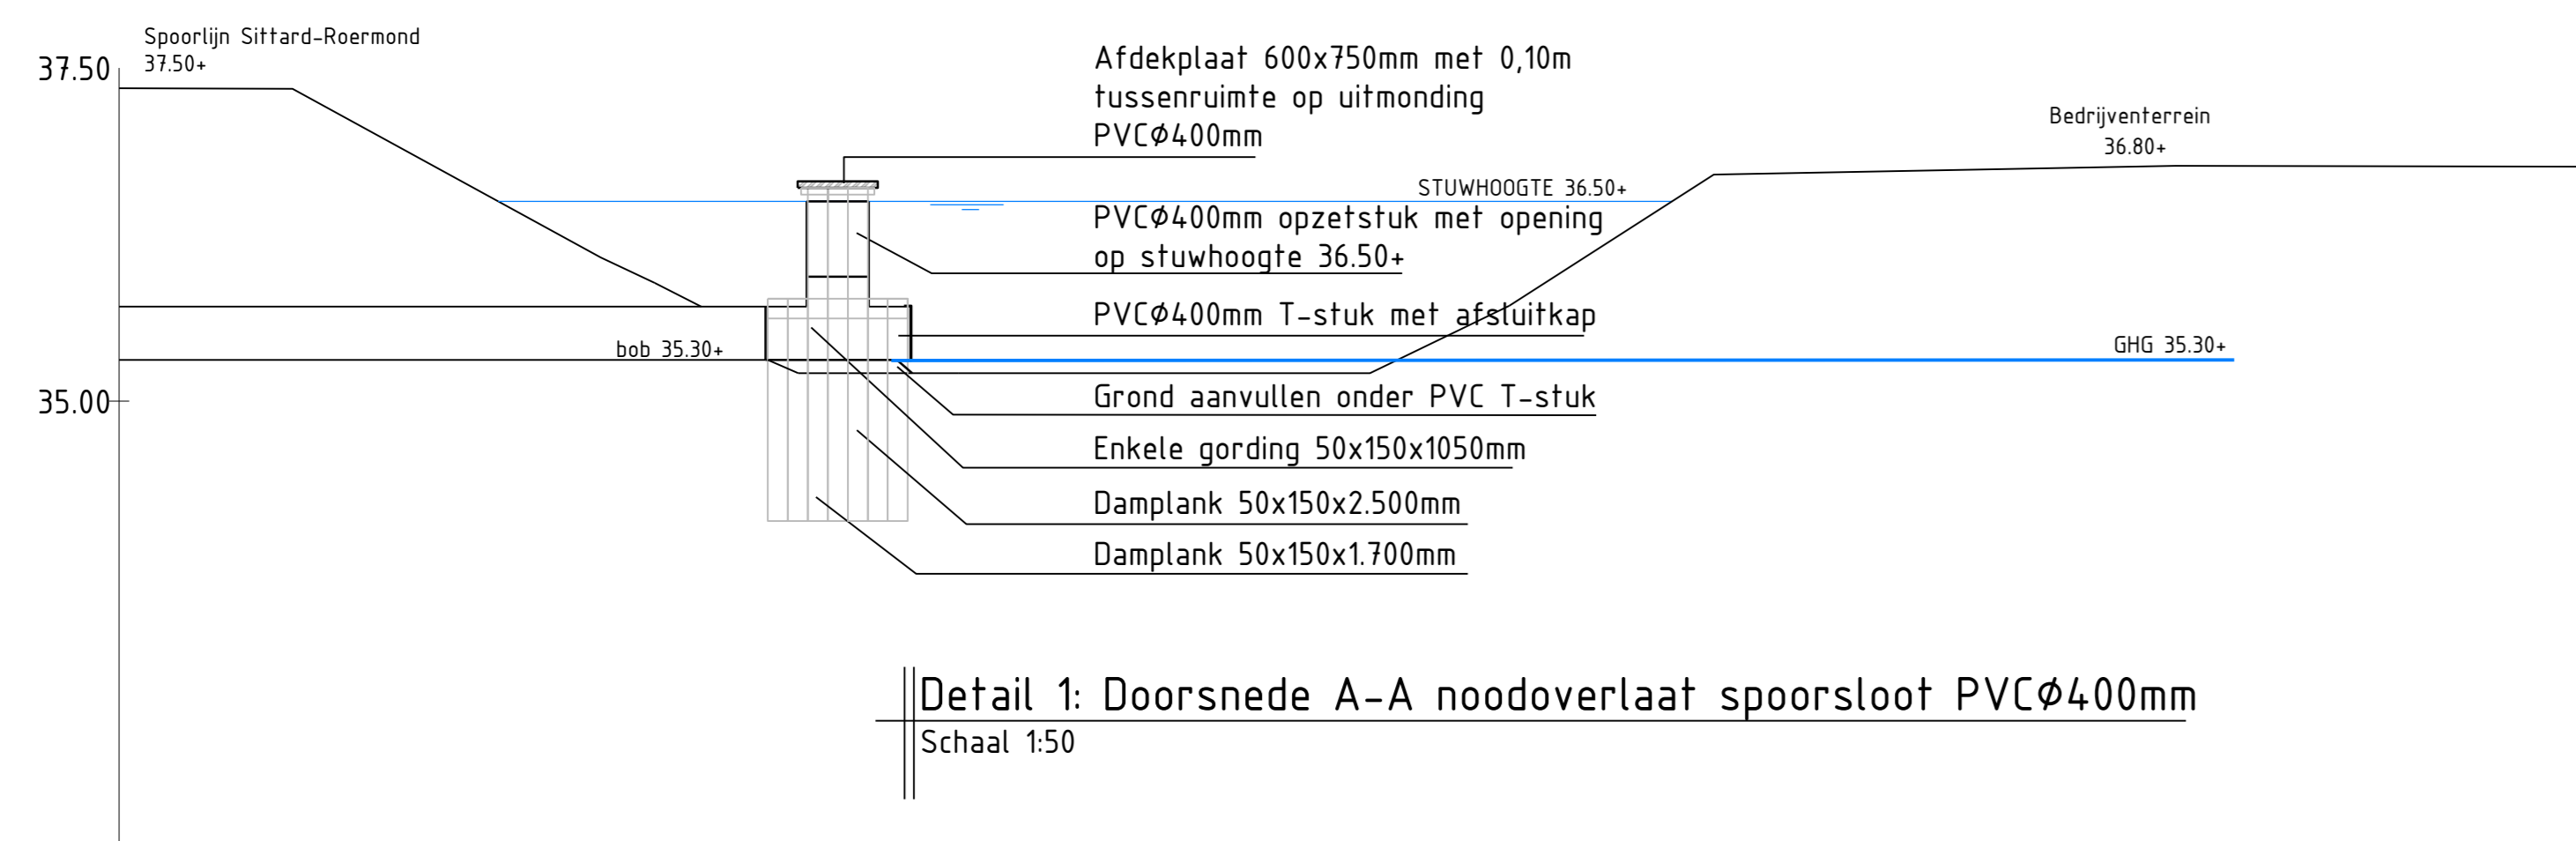 Spoorlijn Sittard-Roermond
37.50+
37.50
Afdekplaat 600x750mm met 0,10m
tussenruimte op uitmonding
PVCØ400mm
Bedrijventerrein
36.80+
STUWHOOGTE 36.50+
PVCØ400mm opzetstuk met opening
op stuwhoogte 36.50+
PVCØ400mm T-stuk met afsluitkap
bob 35.30+
GHG 35.30+
35.00
Grond aanvullen onder PVC T-stuk
Enkele gording 50x150x1050mm
Damplank 50x150x2.500mm
Damplank 50x150x1.700mm
Detail 1: Doorsnede A-A noodoverlaat spoorsloot PVCØ400mm
Schaal 1:50